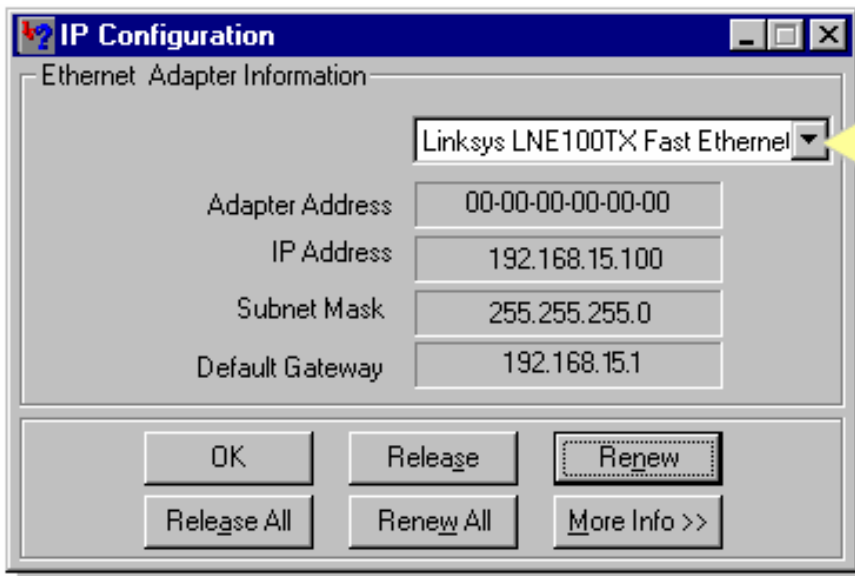 IP Configuration
Ethernet Adapter Information
Linksys LNE100TX Fast Ethernet
Adapter Address 00-00-00-00-00-00
IP Address 192.168.15.100
Subnet Mask 255.255.255.0
Default Gateway 192.168.15.1
OK Release Renew
Release All Renew All More Info >>